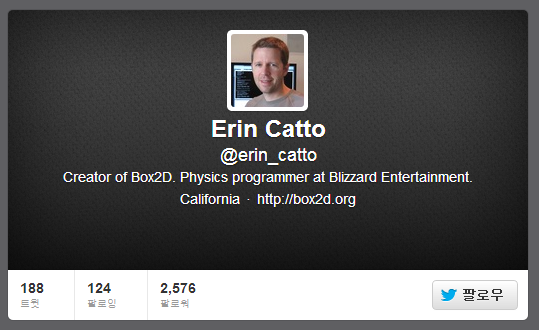 Erin Catto
@erin_catto
Creator of Box2D. Physics programmer at Blizzard Entertainment.
California · http://box2d.org
188 124 2,576
트윗 팔로잉 팔로워
팔로우